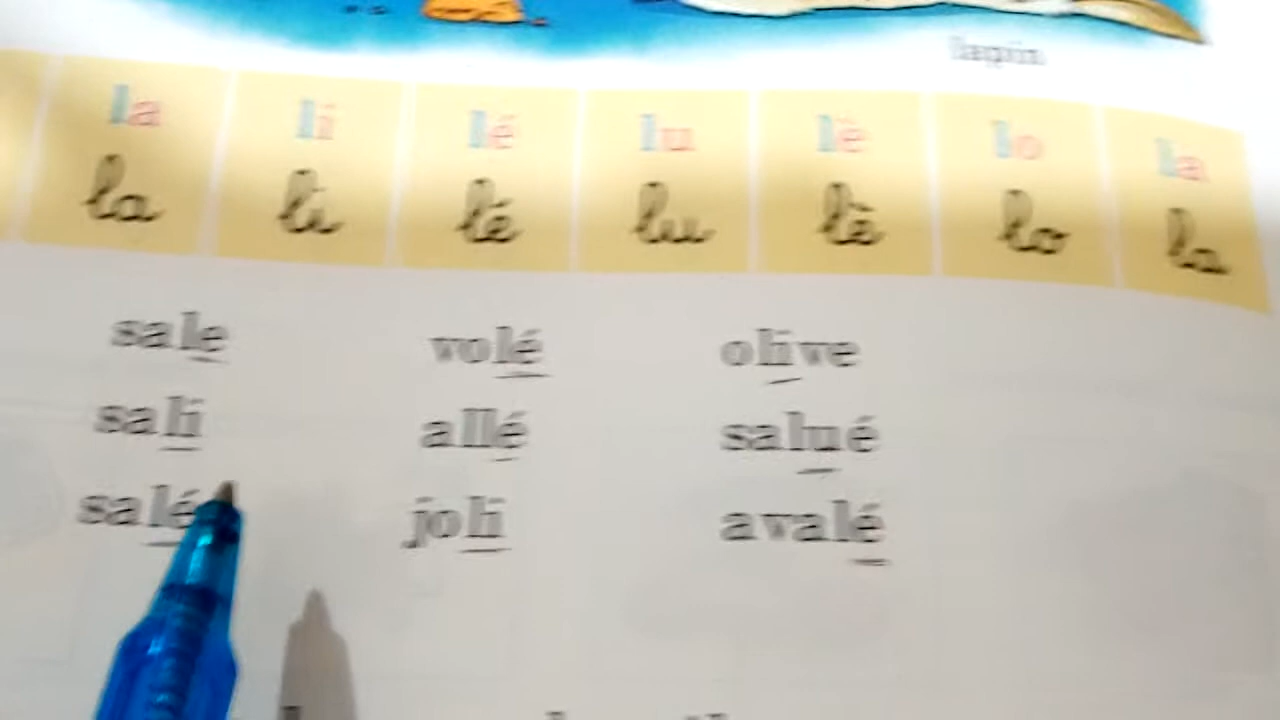 lapin
la li lé lu lè lo la
la li lé lu lè lo la
sale volé olive
sali allé salué
salé joli avalé